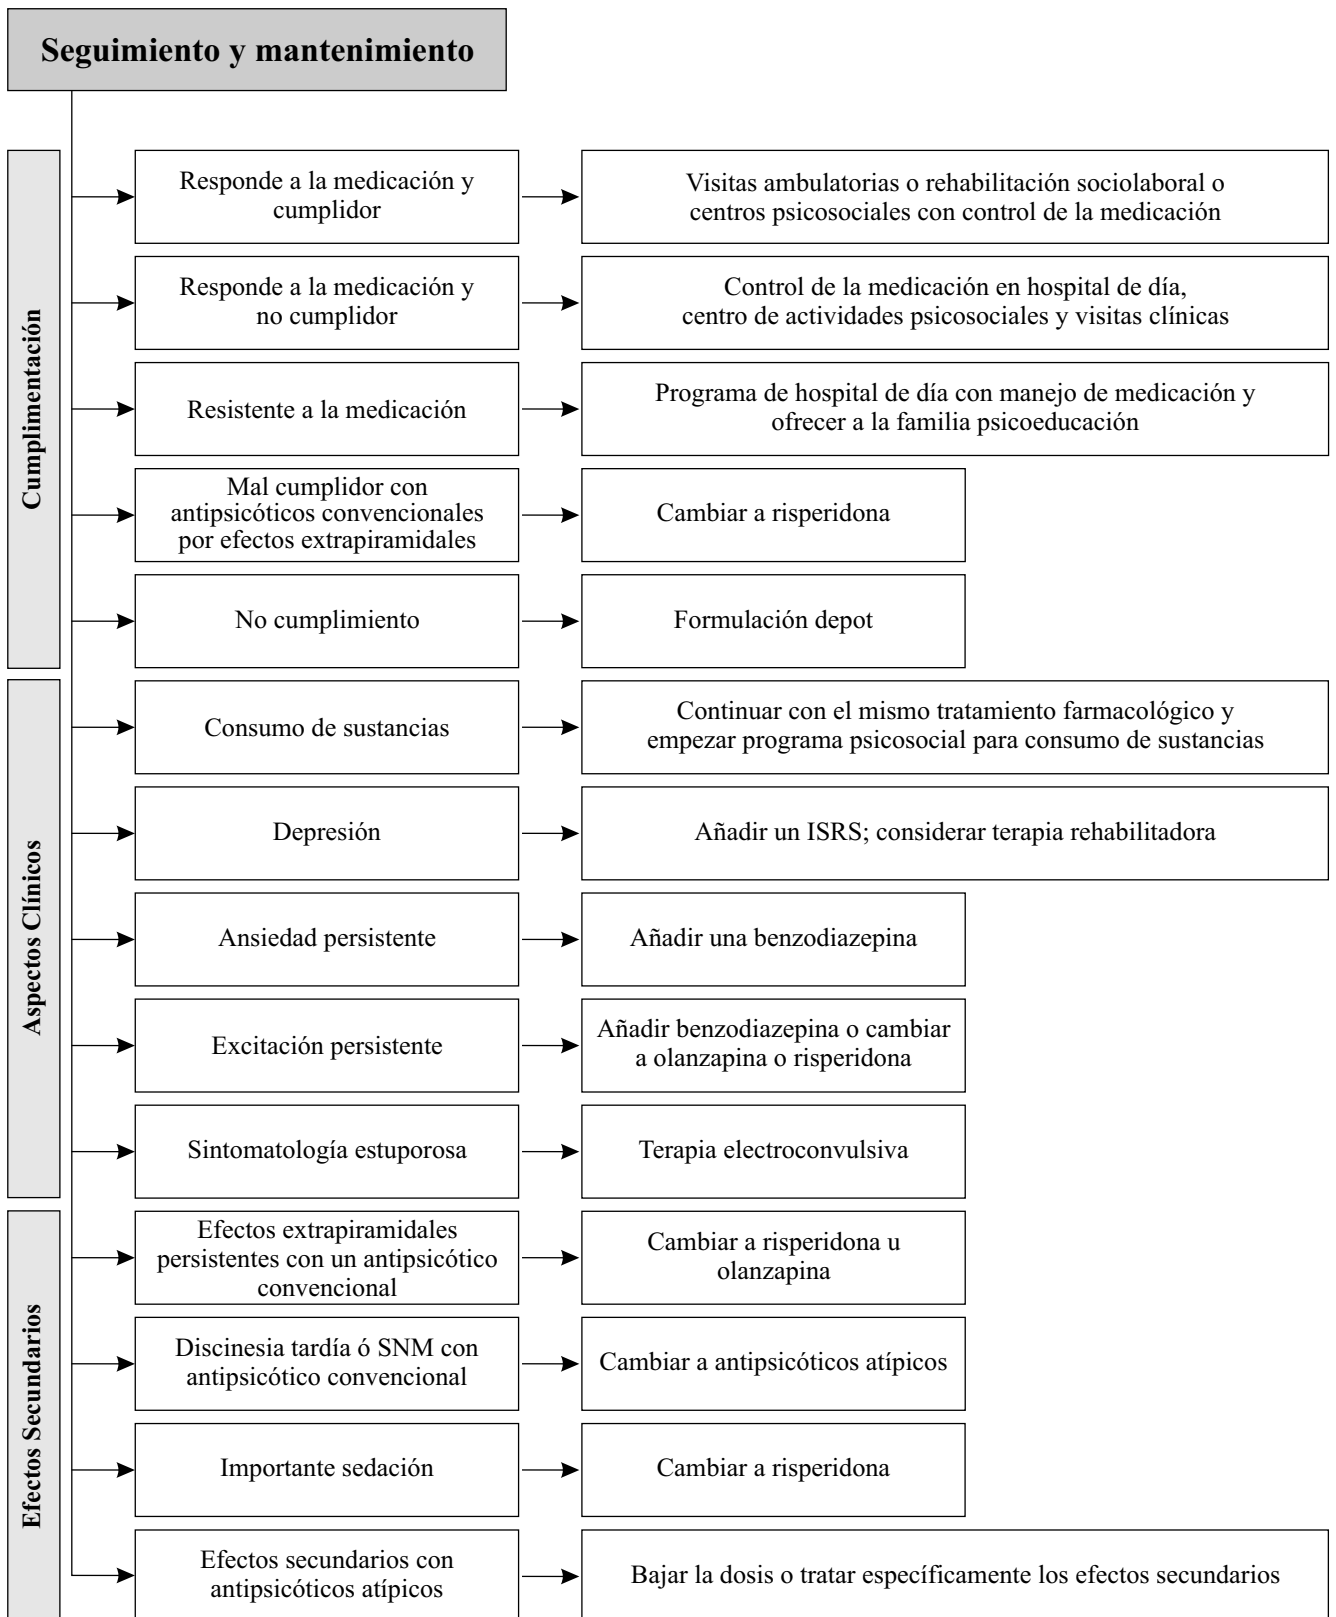 Seguimiento y mantenimiento
Cumplimentación
Responde a la medicación y
cumplidor
Visitas ambulatorias o rehabilitación sociolaboral o
centros psicosociales con control de la medicación
Responde a la medicación y
no cumplidor
Control de la medicación en hospital de día,
centro de actividades psicosociales y visitas clínicas
Resistente a la medicación
Programa de hospital de día con manejo de medicación y
ofrecer a la familia psicoeducación
Mal cumplidor con
antipsicóticos convencionales
por efectos extrapiramidales
Cambiar a risperidona
No cumplimiento
Formulación depot
Aspectos Clínicos
Consumo de sustancias
Continuar con el mismo tratamiento farmacológico y
empezar programa psicosocial para consumo de sustancias
Depresión
Añadir un ISRS; considerar terapia rehabilitadora
Ansiedad persistente
Añadir una benzodiazepina
Excitación persistente
Añadir benzodiazepina o cambiar
a olanzapina o risperidona
Sintomatología estuporosa
Terapia electroconvulsiva
Efectos Secundarios
Efectos extrapiramidales
persistentes con un antipsicótico
convencional
Cambiar a risperidona u
olanzapina
Discinesia tardía ó SNM con
antipsicótico convencional
Cambiar a antipsicóticos atípicos
Importante sedación
Cambiar a risperidona
Efectos secundarios con
antipsicóticos atípicos
Bajar la dosis o tratar específicamente los efectos secundarios